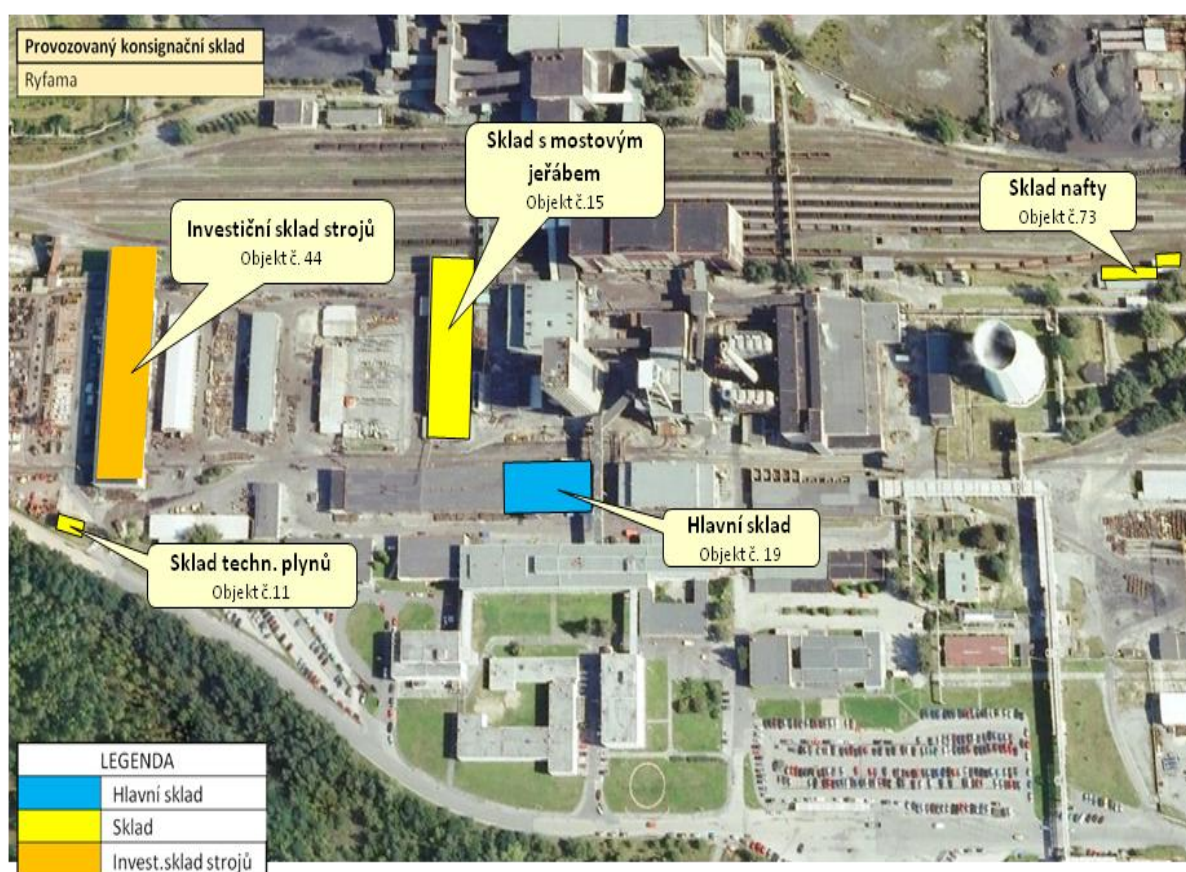 Provozovaný konsignační sklad
Ryfama
Sklad s mostovým
jeřábem
Objekt č.15
Sklad nafty
Objekt č.73
Investiční sklad strojů
Objekt č. 44
Hlavní sklad
Objekt č. 19
Sklad techn. plynů
Objekt č.11
LEGENDA
Hlavní sklad
Sklad
Invest.sklad strojů